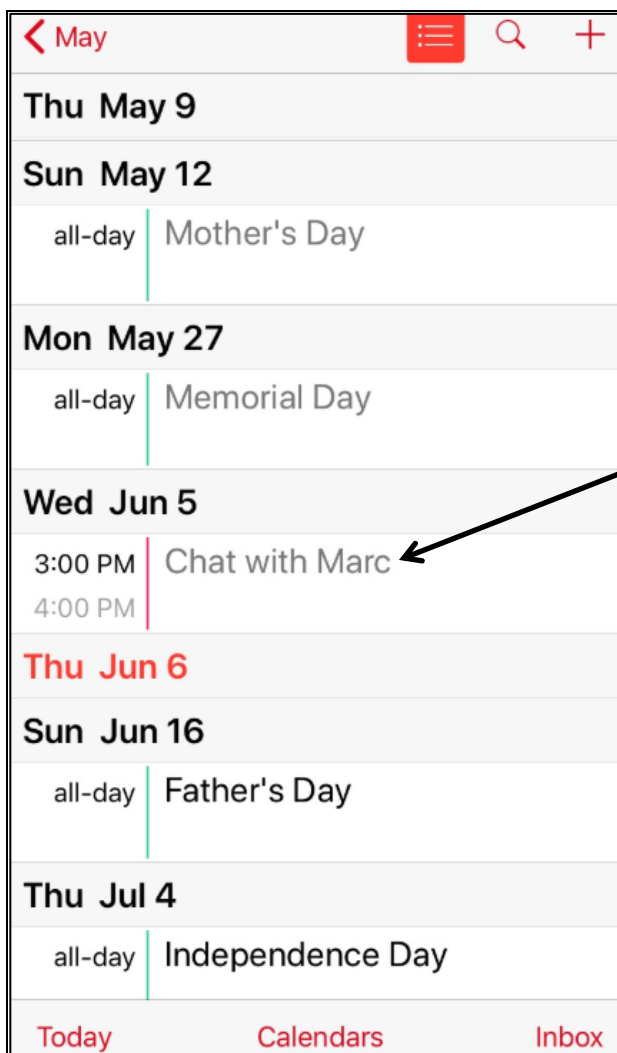 May
Thu May 9
Sun May 12
all-day Mother's Day
Mon May 27
all-day Memorial Day
Wed Jun 5
3:00 PM Chat with Marc
4:00 PM
Thu Jun 6
Sun Jun 16
all-day Father's Day
Thu Jul 4
all-day Independence Day
Today Calendars Inbox